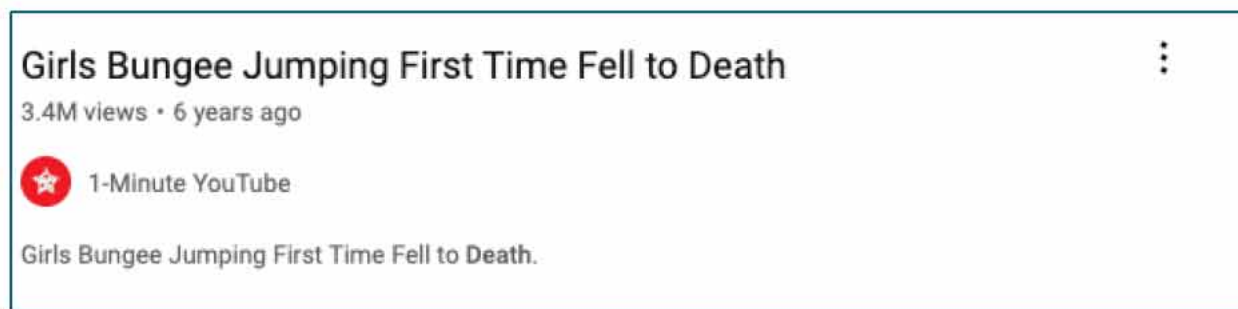 Girls Bungee Jumping First Time Fell to Death
3.4M views • 6 years ago
1-Minute YouTube
Girls Bungee Jumping First Time Fell to Death.